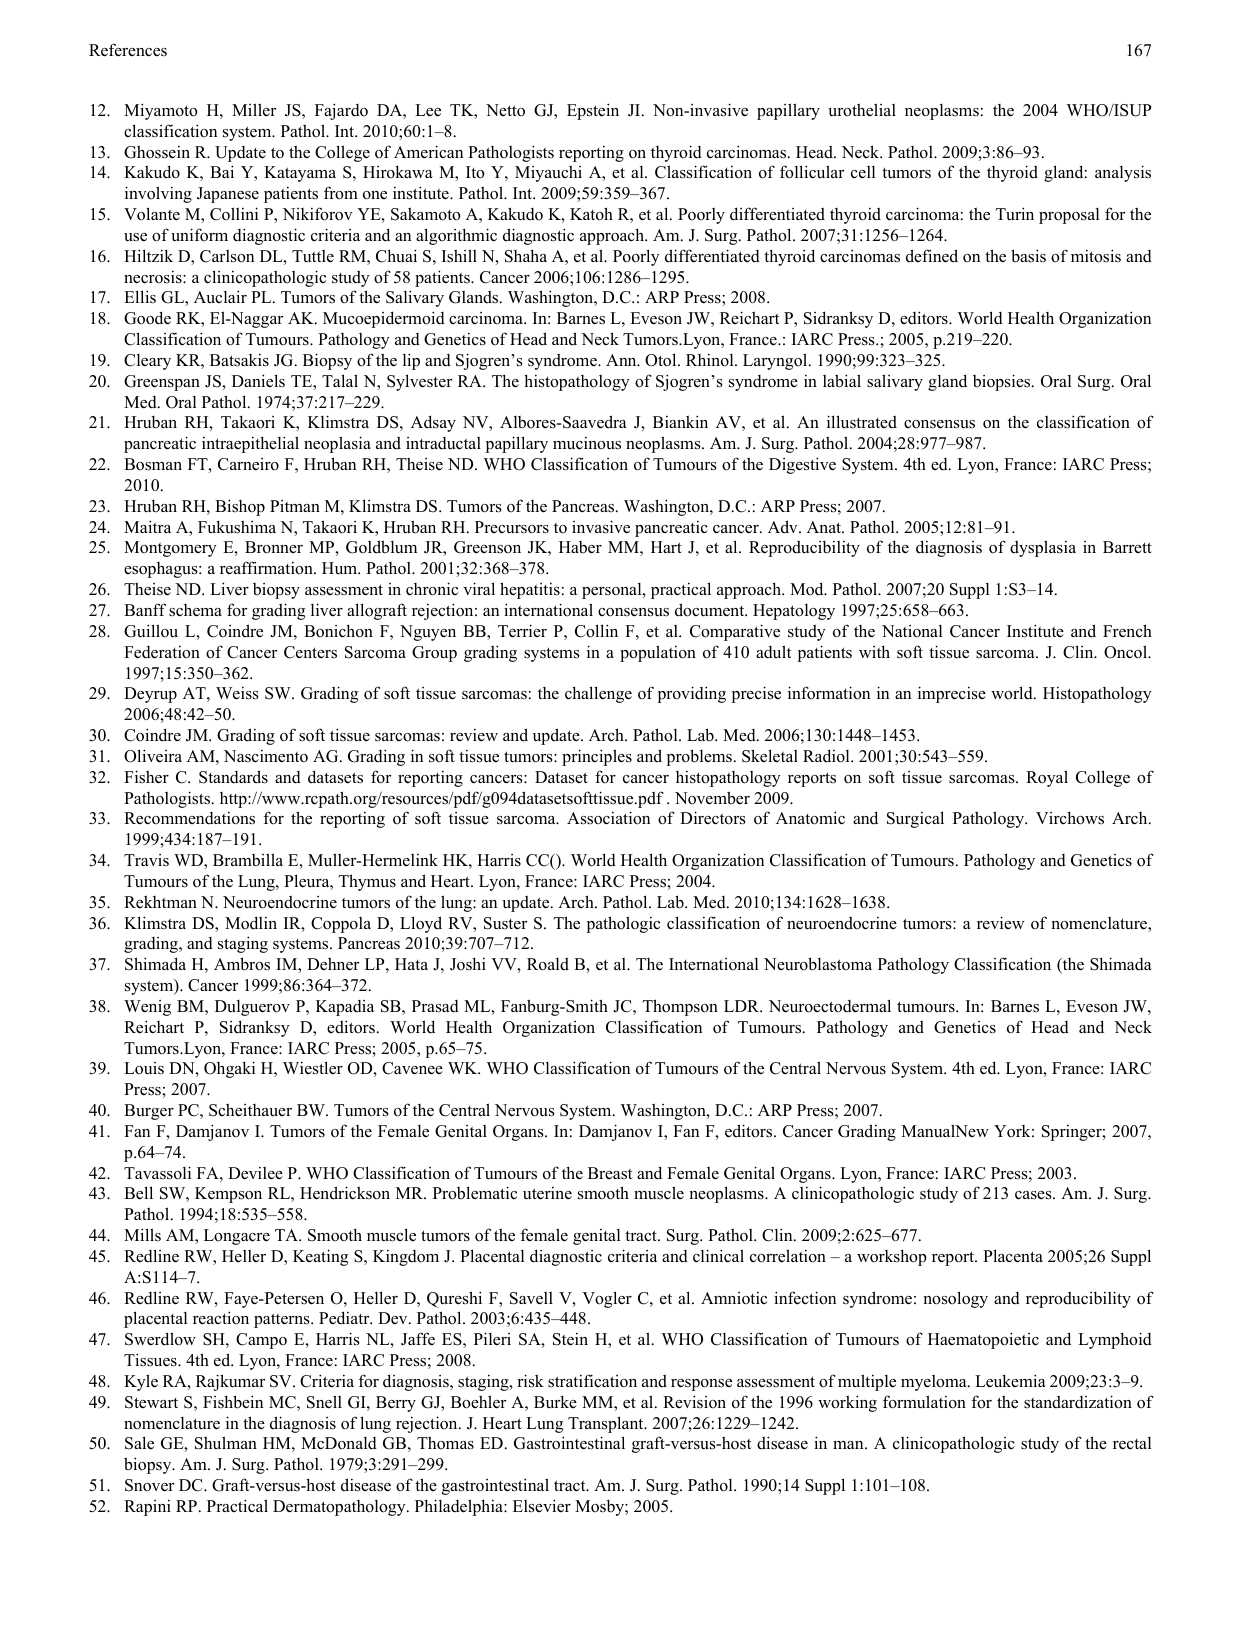 References 167
12. Miyamoto H, Miller JS, Fajardo DA, Lee TK, Netto GJ, Epstein JI. Non-invasive papillary urothelial neoplasms: the 2004 WHO/ISUP
classification system. Pathol. Int. 2010;60:1–8.
13. Ghossein R. Update to the College of American Pathologists reporting on thyroid carcinomas. Head. Neck. Pathol. 2009;3:86–93.
14. Kakudo K, Bai Y, Katayama S, Hirokawa M, Ito Y, Miyauchi A, et al. Classification of follicular cell tumors of the thyroid gland: analysis
involving Japanese patients from one institute. Pathol. Int. 2009;59:359–367.
15. Volante M, Collini P, Nikiforov YE, Sakamoto A, Kakudo K, Katoh R, et al. Poorly differentiated thyroid carcinoma: the Turin proposal for the
use of uniform diagnostic criteria and an algorithmic diagnostic approach. Am. J. Surg. Pathol. 2007;31:1256–1264.
16. Hiltzik D, Carlson DL, Tuttle RM, Chuai S, Ishill N, Shaha A, et al. Poorly differentiated thyroid carcinomas defined on the basis of mitosis and
necrosis: a clinicopathologic study of 58 patients. Cancer 2006;106:1286–1295.
17. Ellis GL, Auclair PL. Tumors of the Salivary Glands. Washington, D.C.: ARP Press; 2008.
18. Goode RK, El-Naggar AK. Mucoepidermoid carcinoma. In: Barnes L, Eveson JW, Reichart P, Sidranksy D, editors. World Health Organization
Classification of Tumours. Pathology and Genetics of Head and Neck Tumors.Lyon, France.: IARC Press.; 2005, p.219–220.
19. Cleary KR, Batsakis JG. Biopsy of the lip and Sjogren’s syndrome. Ann. Otol. Rhinol. Laryngol. 1990;99:323–325.
20. Greenspan JS, Daniels TE, Talal N, Sylvester RA. The histopathology of Sjogren’s syndrome in labial salivary gland biopsies. Oral Surg. Oral
Med. Oral Pathol. 1974;37:217–229.
21. Hruban RH, Takaori K, Klimstra DS, Adsay NV, Albores-Saavedra J, Biankin AV, et al. An illustrated consensus on the classification of
pancreatic intraepithelial neoplasia and intraductal papillary mucinous neoplasms. Am. J. Surg. Pathol. 2004;28:977–987.
22. Bosman FT, Carneiro F, Hruban RH, Theise ND. WHO Classification of Tumours of the Digestive System. 4th ed. Lyon, France: IARC Press;
2010.
23. Hruban RH, Bishop Pitman M, Klimstra DS. Tumors of the Pancreas. Washington, D.C.: ARP Press; 2007.
24. Maitra A, Fukushima N, Takaori K, Hruban RH. Precursors to invasive pancreatic cancer. Adv. Anat. Pathol. 2005;12:81–91.
25. Montgomery E, Bronner MP, Goldblum JR, Greenson JK, Haber MM, Hart J, et al. Reproducibility of the diagnosis of dysplasia in Barrett
esophagus: a reaffirmation. Hum. Pathol. 2001;32:368–378.
26. Theise ND. Liver biopsy assessment in chronic viral hepatitis: a personal, practical approach. Mod. Pathol. 2007;20 Suppl 1:S3–14.
27. Banff schema for grading liver allograft rejection: an international consensus document. Hepatology 1997;25:658–663.
28. Guillou L, Coindre JM, Bonichon F, Nguyen BB, Terrier P, Collin F, et al. Comparative study of the National Cancer Institute and French
Federation of Cancer Centers Sarcoma Group grading systems in a population of 410 adult patients with soft tissue sarcoma. J. Clin. Oncol.
1997;15:350–362.
29. Deyrup AT, Weiss SW. Grading of soft tissue sarcomas: the challenge of providing precise information in an imprecise world. Histopathology
2006;48:42–50.
30. Coindre JM. Grading of soft tissue sarcomas: review and update. Arch. Pathol. Lab. Med. 2006;130:1448–1453.
31. Oliveira AM, Nascimento AG. Grading in soft tissue tumors: principles and problems. Skeletal Radiol. 2001;30:543–559.
32. Fisher C. Standards and datasets for reporting cancers: Dataset for cancer histopathology reports on soft tissue sarcomas. Royal College of
Pathologists. http://www.rcpath.org/resources/pdf/g094datasetsofttissue.pdf . November 2009.
33. Recommendations for the reporting of soft tissue sarcoma. Association of Directors of Anatomic and Surgical Pathology. Virchows Arch.
1999;434:187–191.
34. Travis WD, Brambilla E, Muller-Hermelink HK, Harris CC(). World Health Organization Classification of Tumours. Pathology and Genetics of
Tumours of the Lung, Pleura, Thymus and Heart. Lyon, France: IARC Press; 2004.
35. Rekhtman N. Neuroendocrine tumors of the lung: an update. Arch. Pathol. Lab. Med. 2010;134:1628–1638.
36. Klimstra DS, Modlin IR, Coppola D, Lloyd RV, Suster S. The pathologic classification of neuroendocrine tumors: a review of nomenclature,
grading, and staging systems. Pancreas 2010;39:707–712.
37. Shimada H, Ambros IM, Dehner LP, Hata J, Joshi VV, Roald B, et al. The International Neuroblastoma Pathology Classification (the Shimada
system). Cancer 1999;86:364–372.
38. Wenig BM, Dulguerov P, Kapadia SB, Prasad ML, Fanburg-Smith JC, Thompson LDR. Neuroectodermal tumours. In: Barnes L, Eveson JW,
Reichart P, Sidransky D, editors. World Health Organization Classification of Tumours. Pathology and Genetics of Head and Neck
Tumors.Lyon, France: IARC Press; 2005, p.65–75.
39. Louis DN, Ohgaki H, Wiestler OD, Cavenee WK. WHO Classification of Tumours of the Central Nervous System. 4th ed. Lyon, France: IARC
Press; 2007.
40. Burger PC, Scheithauer BW. Tumors of the Central Nervous System. Washington, D.C.: ARP Press; 2007.
41. Fan F, Damjanov I. Tumors of the Female Genital Organs. In: Damjanov I, Fan F, editors. Cancer Grading ManualNew York: Springer; 2007,
p.64–74.
42. Tavassoli FA, Devilee P. WHO Classification of Tumours of the Breast and Female Genital Organs. Lyon, France: IARC Press; 2003.
43. Bell SW, Kempson RL, Hendrickson MR. Problematic uterine smooth muscle neoplasms. A clinicopathologic study of 213 cases. Am. J. Surg.
Pathol. 1994;18:535–558.
44. Mills AM, Longacre TA. Smooth muscle tumors of the female genital tract. Surg. Pathol. Clin. 2009;2:625–677.
45. Redline RW, Heller D, Keating S, Kingdom J. Placental diagnostic criteria and clinical correlation – a workshop report. Placenta 2005;26 Suppl
A:S114–7.
46. Redline RW, Faye-Petersen O, Heller D, Qureshi F, Savell V, Vogler C, et al. Amniotic infection syndrome: nosology and reproducibility of
placental reaction patterns. Pediatr. Dev. Pathol. 2003;6:435–448.
47. Swerdlow SH, Campo E, Harris NL, Jaffe ES, Pileri SA, Stein H, et al. WHO Classification of Tumours of Haematopoietic and Lymphoid
Tissues. 4th ed. Lyon, France: IARC Press; 2008.
48. Kyle RA, Rajkumar SV. Criteria for diagnosis, staging, risk stratification and response assessment of multiple myeloma. Leukemia 2009;23:3–9.
49. Stewart S, Fishbein MC, Snell GI, Berry GJ, Boehler A, Burke MM, et al. Revision of the 1996 working formulation for the standardization of
nomenclature in the diagnosis of lung rejection. J. Heart Lung Transplant. 2007;26:1229–1242.
50. Sale GE, Shulman HM, McDonald GB, Thomas ED. Gastrointestinal graft-versus-host disease in man. A clinicopathologic study of the rectal
biopsy. Am. J. Surg. Pathol. 1979;3:291–299.
51. Snover DC. Graft-versus-host disease of the gastrointestinal tract. Am. J. Surg. Pathol. 1990;14 Suppl 1:101–108.
52. Rapini RP. Practical Dermatopathology. Philadelphia: Elsevier Mosby; 2005.